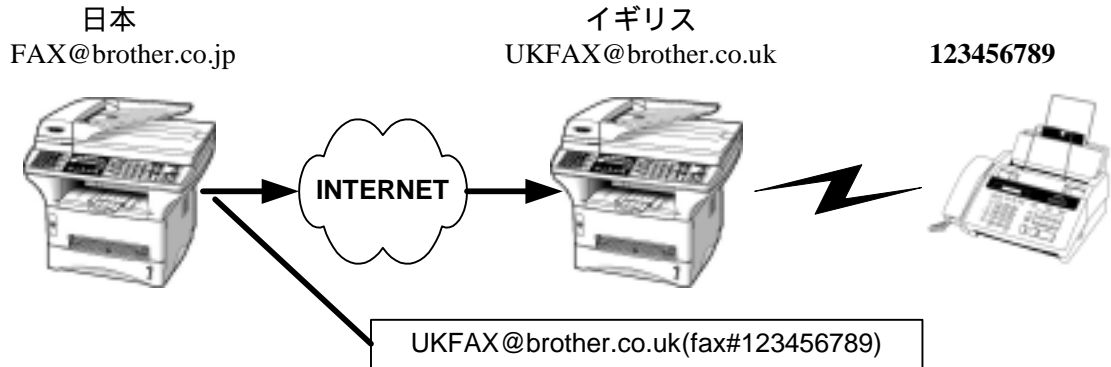 日本
イギリス
FAX@brother.co.jp
UKFAX@brother.co.uk
123456789
INTERNET
UKFAX@brother.co.uk(fax#123456789)